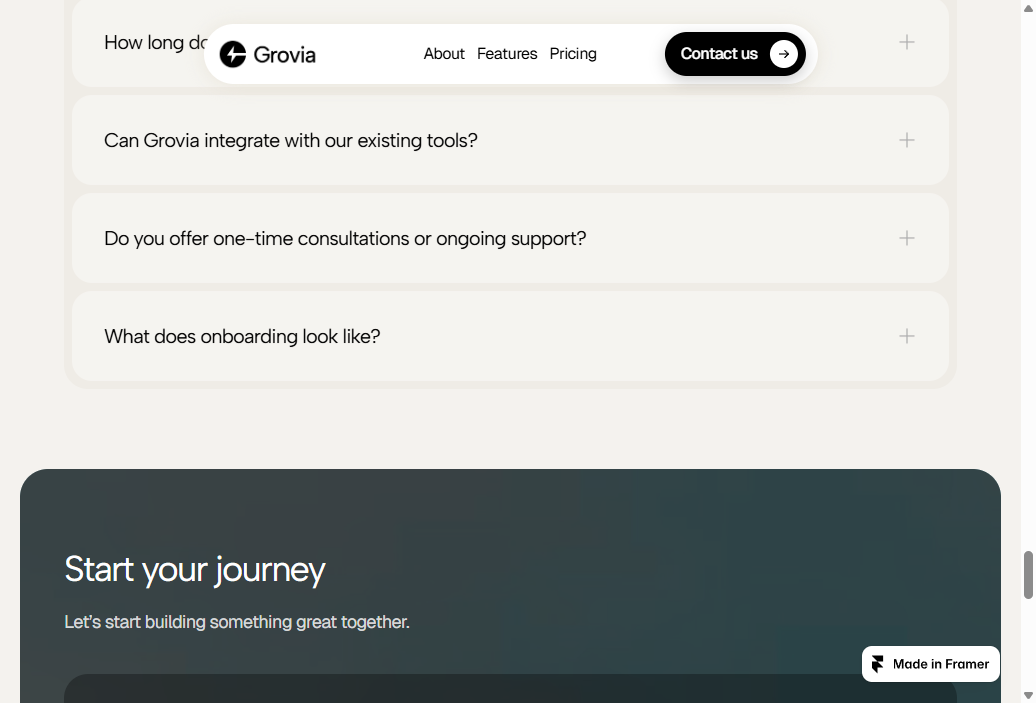 How long do
Grovia
About
Features
Pricing
Contact us
Can Grovia integrate with our existing tools?
Do you offer one-time consultations or ongoing support?
What does onboarding look like?
Start your journey
Let's start building something great together.
Made in Framer